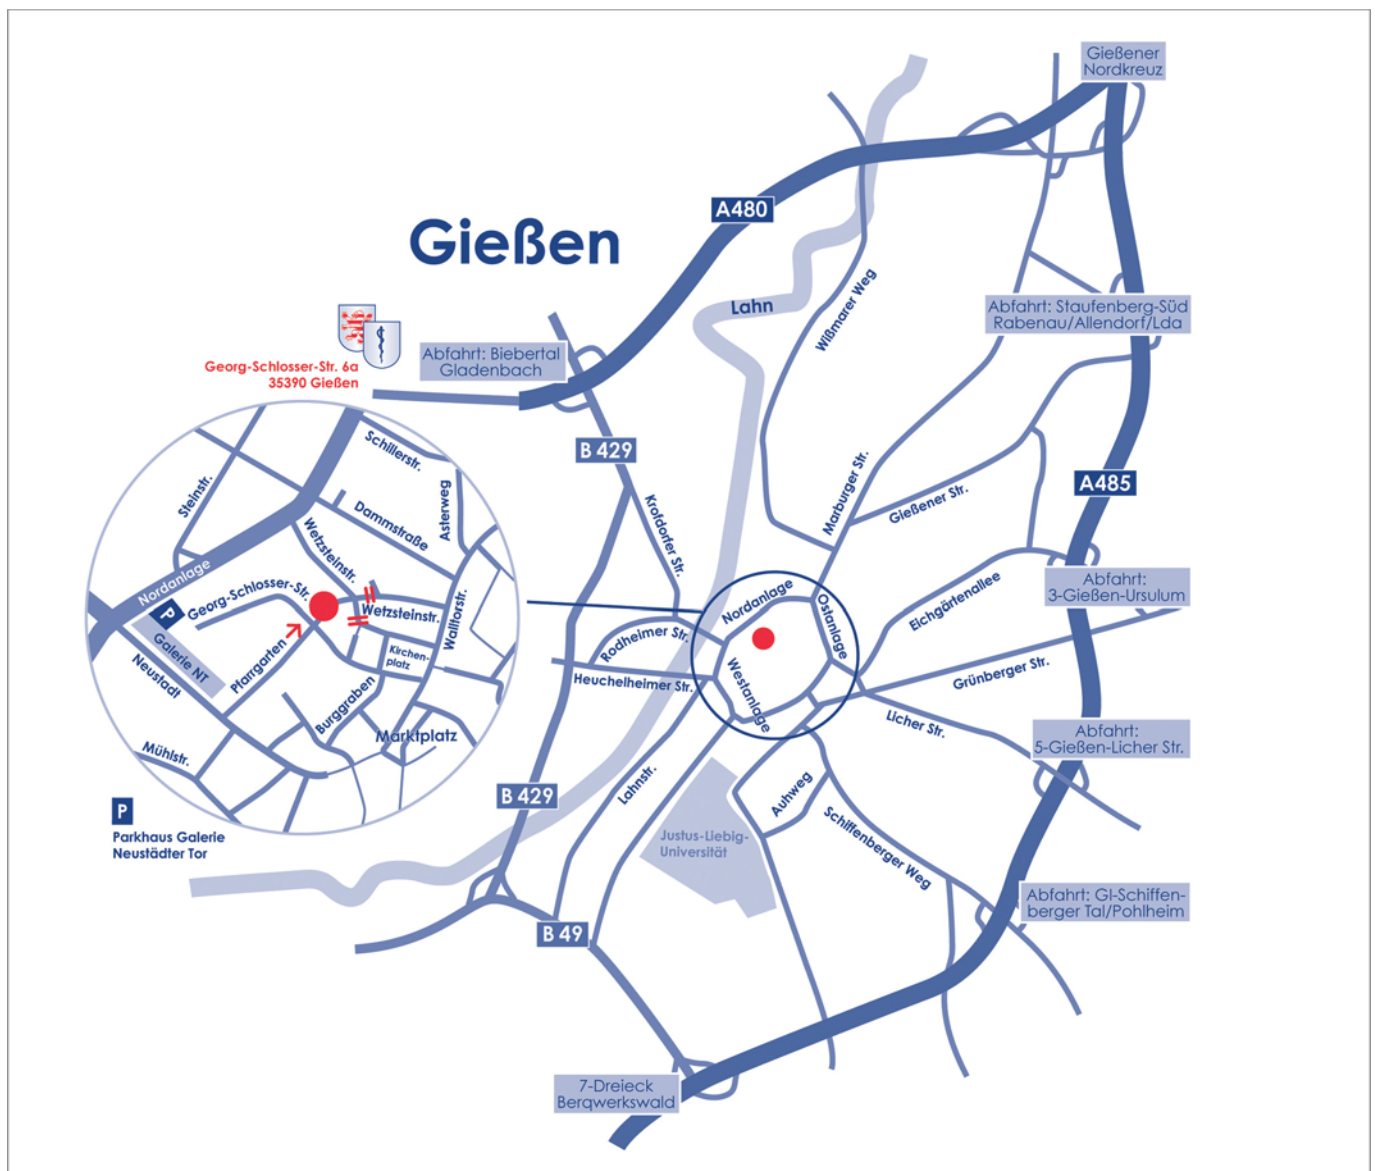 Gießener
Nordkreuz
A480
Gießen
Lahn
Wißmarer Weg
Abfahrt: Staufenberg-Süd
Rabenau/Allendorf/Lda
Abfahrt: Biebertal
Gladenbach
Georg-Schlosser-Str. 6a
35390 Gießen
B 429
A485
Krofdorfer Str.
Marburger Str.
Gießener Str.
Schillerstr.
Steinstr.
Asterweg
Dammstraße
Wetzsteinstr.
Nordanlage
Georg-Schlosser-Str.
P
Wetzsteinstr.
Walltorstr.
Galerie NT
Pfarrgarten
Kirchen-
platz
Neustadt
Burggraben
Marktplatz
Mühlstr.
P
Parkhaus Galerie
Neustädter Tor
Nordanlage
Ostanlage
Westanlage
Rodheimer Str.
Heuchelheimer Str.
Eichgärtenallee
Abfahrt:
3-Gießen-Ursulum
Grünberger Str.
Licher Str.
Abfahrt:
5-Gießen-Licher Str.
B 429
Lahnstr.
Auhweg
Justus-Liebig-
Universität
Schiffenberger Weg
Abfahrt: GI-Schiffen-
berger Tal/Pohlheim
B 49
7-Dreieck
Bergwerkswald